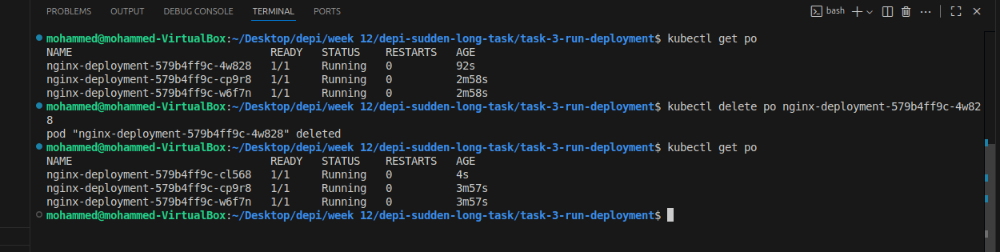 PROBLEMS OUTPUT DEBUG CONSOLE TERMINAL PORTS bash
mohammed@mohammed-VirtualBox:~/Desktop/depi/week 12/depi-sudden-long-task/task-3-run-deployment$ kubectl get po
NAME READY STATUS RESTARTS AGE
nginx-deployment-579b4ff9c-4w828 1/1 Running 0 92s
nginx-deployment-579b4ff9c-cp9r8 1/1 Running 0 2m58s
nginx-deployment-579b4ff9c-w6f7n 1/1 Running 0 2m58s
mohammed@mohammed-VirtualBox:~/Desktop/depi/week 12/depi-sudden-long-task/task-3-run-deployment$ kubectl delete po nginx-deployment-579b4ff9c-4w82
8
pod "nginx-deployment-579b4ff9c-4w828" deleted
mohammed@mohammed-VirtualBox:~/Desktop/depi/week 12/depi-sudden-long-task/task-3-run-deployment$ kubectl get po
NAME READY STATUS RESTARTS AGE
nginx-deployment-579b4ff9c-cl568 1/1 Running 0 4s
nginx-deployment-579b4ff9c-cp9r8 1/1 Running 0 3m57s
nginx-deployment-579b4ff9c-w6f7n 1/1 Running 0 3m57s
mohammed@mohammed-VirtualBox:~/Desktop/depi/week 12/depi-sudden-long-task/task-3-run-deployment$